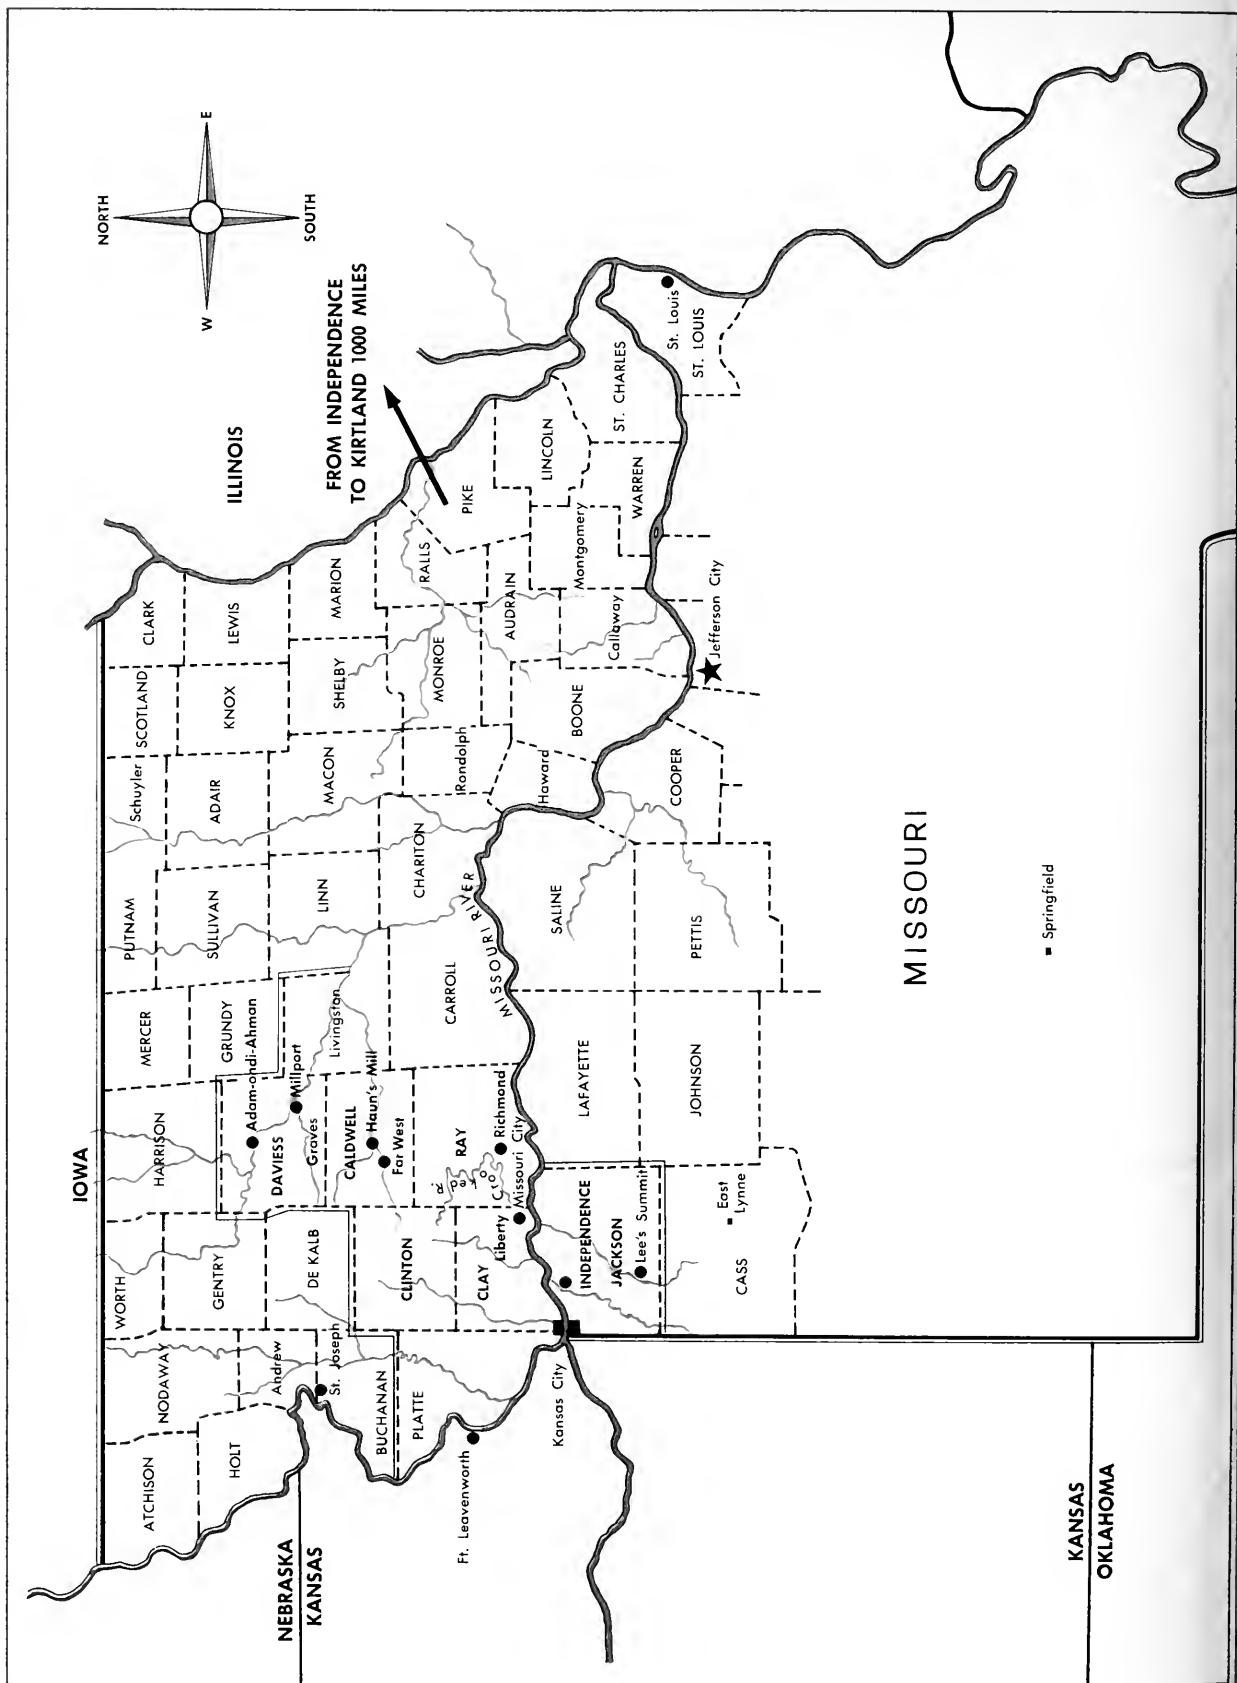 NORTH
W
E
SOUTH
IOWA
ILLINOIS
FROM INDEPENDENCE
TO KIRTLAND 1000 MILES
ATCHISON
NODAWAY
WORTH
HARRISON
MERCER
PUTNAM
Schuyler
SCOTLAND
CLARK
HOLT
Andrew
GENTRY
GRUNDY
SULLIVAN
ADAIR
KNOX
LEWIS
NEBRASKA
KANSAS
St. Joseph
DE KALB
DAVIESS
Adam-ondi-Ahman
Millport
Graves
Livingston
LINN
MACON
SHELBY
MARION
BUCHANAN
CLINTON
CALDWELL
Haun's Mill
Far West
CHARITON
Randolph
MONROE
RALLS
PIKE
PLATTE
Ft. Leavenworth
CLAY
Liberty
Missouri City
RAY
Crooked R.
Richmond
CARROLL
MISSOURI RIVER
Haward
BOONE
AUDRAIN
Callaway
Montgomery
LINCOLN
WARREN
ST. CHARLES
St. Louis
ST. LOUIS
Kansas City
INDEPENDENCE
JACKSON
Lee's Summit
LAFAYETTE
SALINE
COOPER
Jefferson City
East
Lynne
CASS
JOHNSON
PETTIS
MISSOURI
Springfield
KANSAS
OKLAHOMA